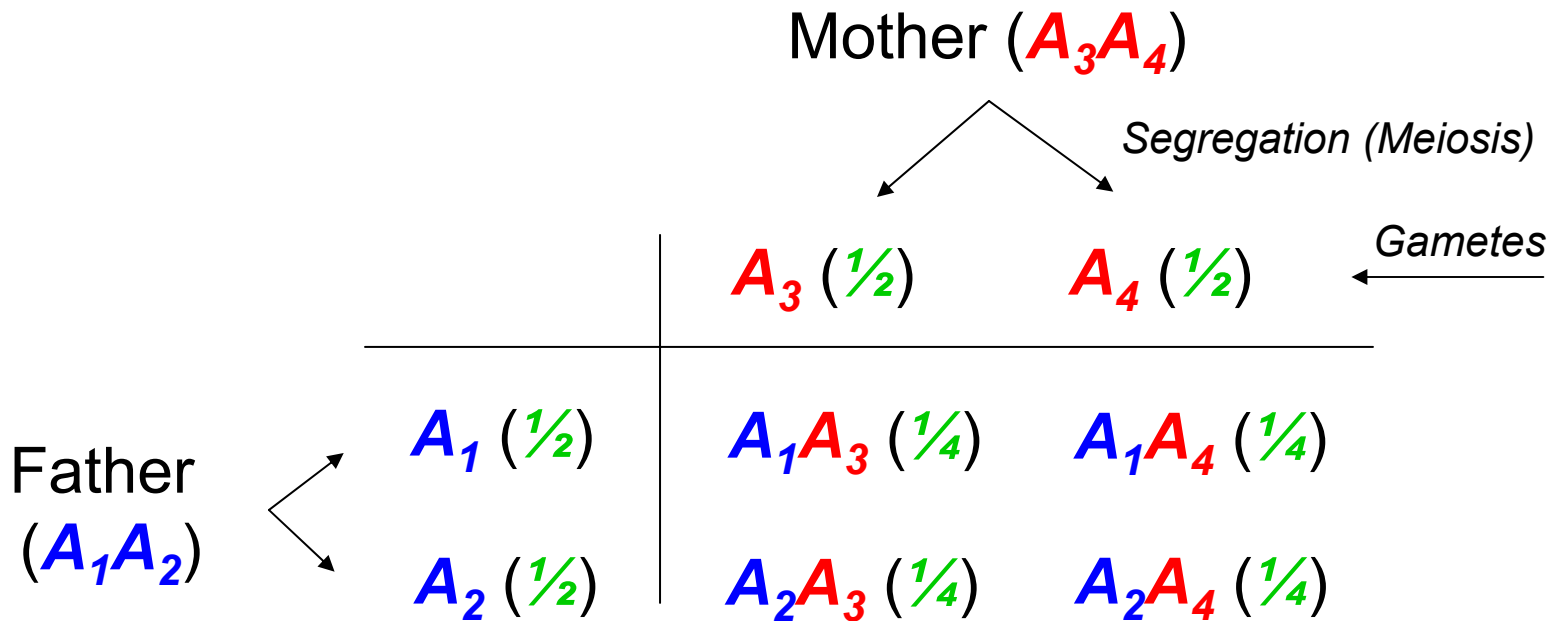 Mother (A₃A₄)
Segregation (Meiosis)
Gametes
A₃ (½) A₄ (½)
A₁ (½) A₁A₃ (¼) A₁A₄ (¼)
Father
(A₁A₂)
A₂ (½) A₂A₃ (¼) A₂A₄ (¼)